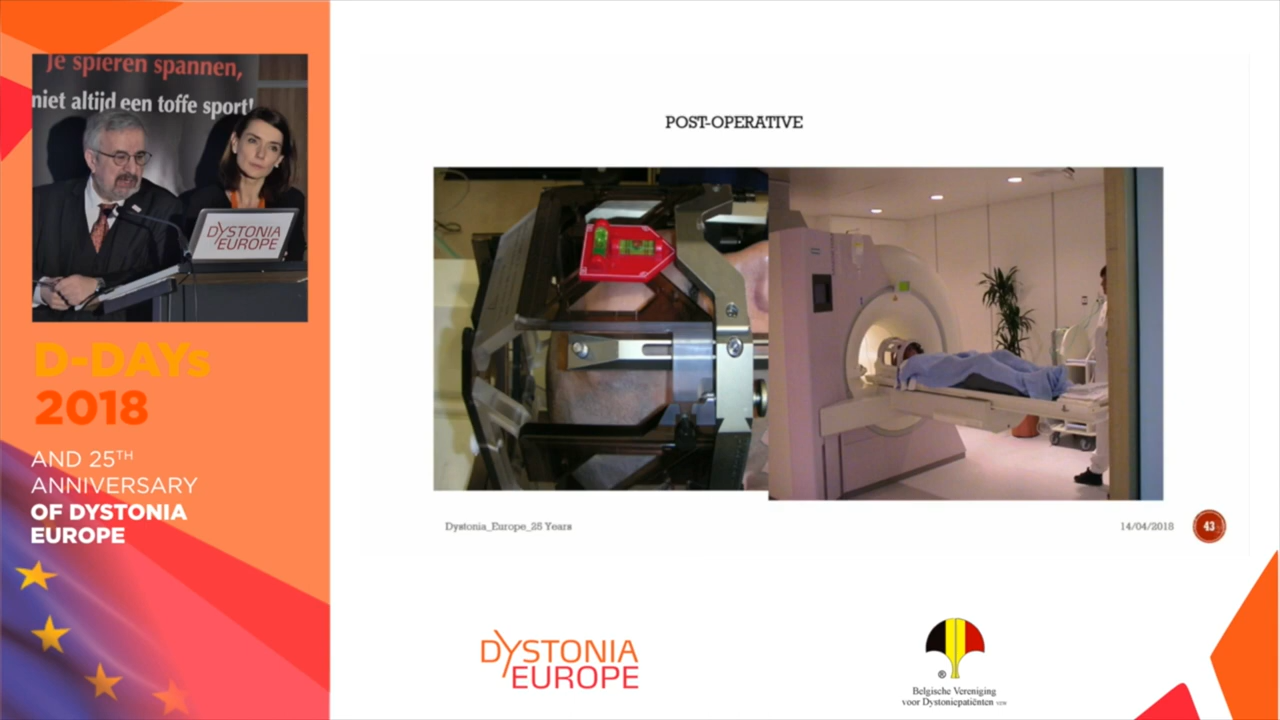 Je spieren spannen,
niet altijd een toffe sport!
DYSTONIA
EUROPE
D-DAYs
2018
AND 25TH
ANNIVERSARY
OF DYSTONIA
EUROPE
POST-OPERATIVE
Dystonia_Europe_25 Years
14/04/2018
43
DYSTONIA
EUROPE
®
Belgische Vereniging
voor Dystoniepatiënten vzw